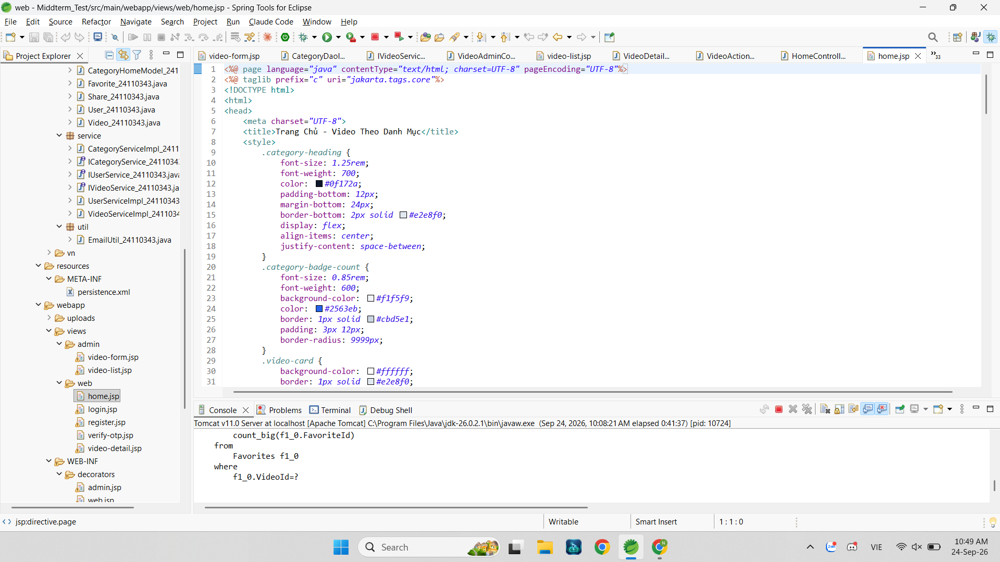 web - Middterm_Test/src/main/webapp/views/web/home.jsp - Spring Tools for Eclipse
File Edit Source Refactor Navigate Search Project Run Claude Code Window Help
Project Explorer
CategoryHomeModel_241
Favorite_24110343.java
Share_24110343.java
User_24110343.java
Video_24110343.java
service
CategoryServiceImpl_2411
ICategoryService_2411034
IUserService_24110343.java
IVideoService_24110343.ja
UserServiceImpl_24110343
VideoServiceImpl_2411034
util
EmailUtil_24110343.java
vn
resources
META-INF
persistence.xml
webapp
uploads
views
admin
video-form.jsp
video-list.jsp
web
home.jsp
login.jsp
register.jsp
verify-otp.jsp
video-detail.jsp
WEB-INF
decorators
admin.jsp
web.jsp
video-form.jsp CategoryDaoI... IVideoServic... VideoAdminCo... video-list.jsp VideoDetail... VideoAction... HomeControll... home.jsp 33
1 <%@ page language="java" contentType="text/html; charset=UTF-8" pageEncoding="UTF-8"%>
2 <%@ taglib prefix="c" uri="jakarta.tags.core"%>
3 <!DOCTYPE html>
4 <html>
5 <head>
6 <meta charset="UTF-8">
7 <title>Trang Chủ - Video Theo Danh Mục</title>
8 <style>
9 .category-heading {
10 font-size: 1.25rem;
11 font-weight: 700;
12 color: #0f172a;
13 padding-bottom: 12px;
14 margin-bottom: 24px;
15 border-bottom: 2px solid #e2e8f0;
16 display: flex;
17 align-items: center;
18 justify-content: space-between;
19 }
20 .category-badge-count {
21 font-size: 0.85rem;
22 font-weight: 600;
23 background-color: #f1f5f9;
24 color: #2563eb;
25 border: 1px solid #cbd5e1;
26 padding: 3px 12px;
27 border-radius: 9999px;
28 }
29 .video-card {
30 background-color: #ffffff;
31 border: 1px solid #e2e8f0;
Console Problems Terminal Debug Shell
Tomcat v11.0 Server at localhost [Apache Tomcat] C:\Program Files\Java\jdk-26.0.2.1\bin\javaw.exe (Sep 24, 2026, 10:08:21 AM elapsed 0:41:37) [pid: 10724]
count_big(f1_0.FavoriteId)
from
Favorites f1_0
where
f1_0.VideoId=?
jsp:directive.page Writable Smart Insert 1 : 1 : 0
Search
VIE
10:49 AM
24-Sep-26